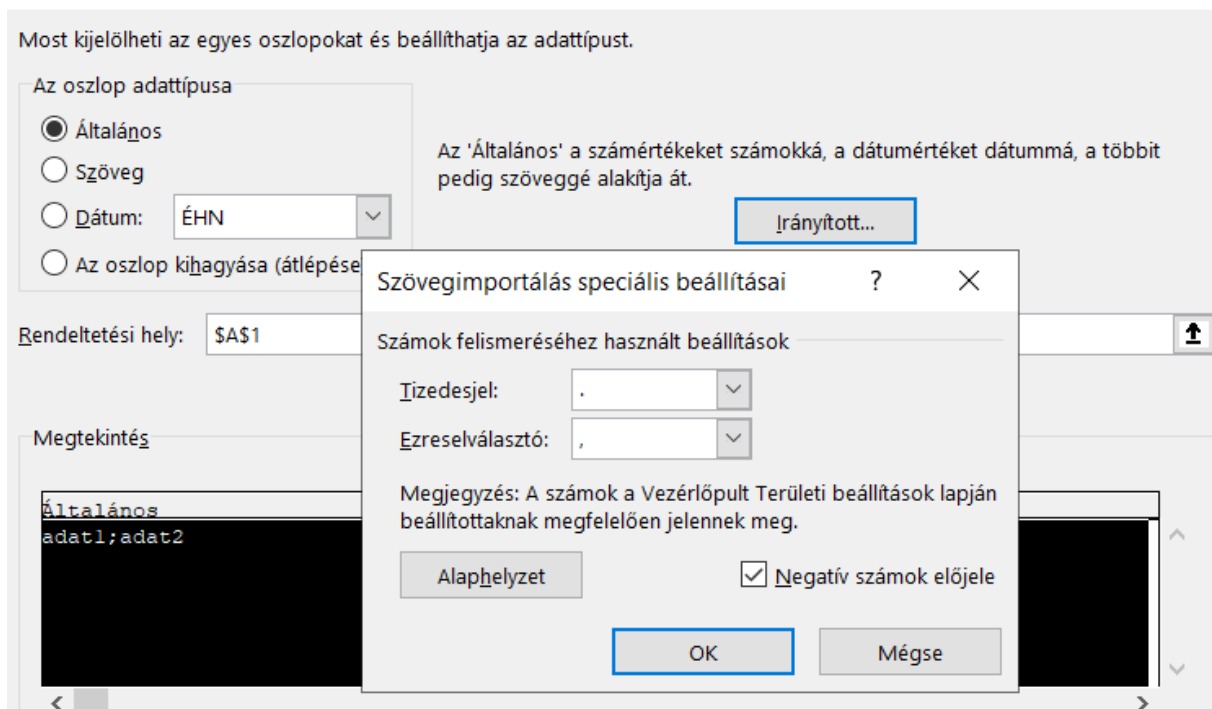 Most kijelölheti az egyes oszlopokat és beállíthatja az adattípust.
Az oszlop adattípusa
Általános
Szöveg
Dátum: ÉHN
Az oszlop kihagyása (átlépése
Az 'Általános' a számértékeket számokká, a dátumértéket dátummá, a többit
pedig szöveggé alakítja át.
Irányított...
Rendeltetési hely: $A$1
Szövegimportálás speciális beállításai ?
Számok felismeréséhez használt beállítások
Tizedesjel: .
Ezreselválasztó: ,
Megjegyzés: A számok a Vezérlőpult Területi beállítások lapján
beállítottaknak megfelelően jelennek meg.
Alaphelyzet
Negatív számok előjele
OK
Mégse
Megtekintés
Általános
adat1;adat2